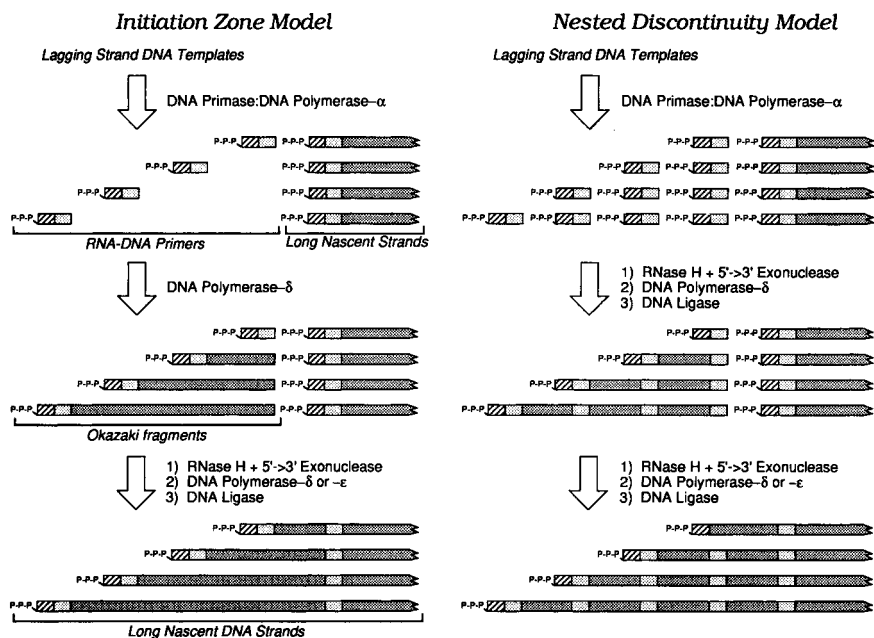 Initiation Zone Model
Lagging Strand DNA Templates
DNA Primase:DNA Polymerase-α
P-P-P P-P-P
P-P-P P-P-P
P-P-P P-P-P
P-P-P P-P-P
RNA-DNA Primers Long Nascent Strands
DNA Polymerase-δ
P-P-P P-P-P
P-P-P P-P-P
P-P-P P-P-P
P-P-P P-P-P
Okazaki fragments
1) RNase H + 5'->3' Exonuclease
2) DNA Polymerase-δ or -ε
3) DNA Ligase
P-P-P
P-P-P
P-P-P
P-P-P
Long Nascent DNA Strands
Nested Discontinuity Model
Lagging Strand DNA Templates
DNA Primase:DNA Polymerase-α
P-P-P P-P-P
P-P-P P-P-P P-P-P
P-P-P P-P-P P-P-P P-P-P
P-P-P P-P-P P-P-P P-P-P P-P-P
1) RNase H + 5'->3' Exonuclease
2) DNA Polymerase-δ
3) DNA Ligase
P-P-P P-P-P
P-P-P P-P-P
P-P-P P-P-P
P-P-P P-P-P
1) RNase H + 5'->3' Exonuclease
2) DNA Polymerase-δ or -ε
3) DNA Ligase
P-P-P
P-P-P
P-P-P
P-P-P